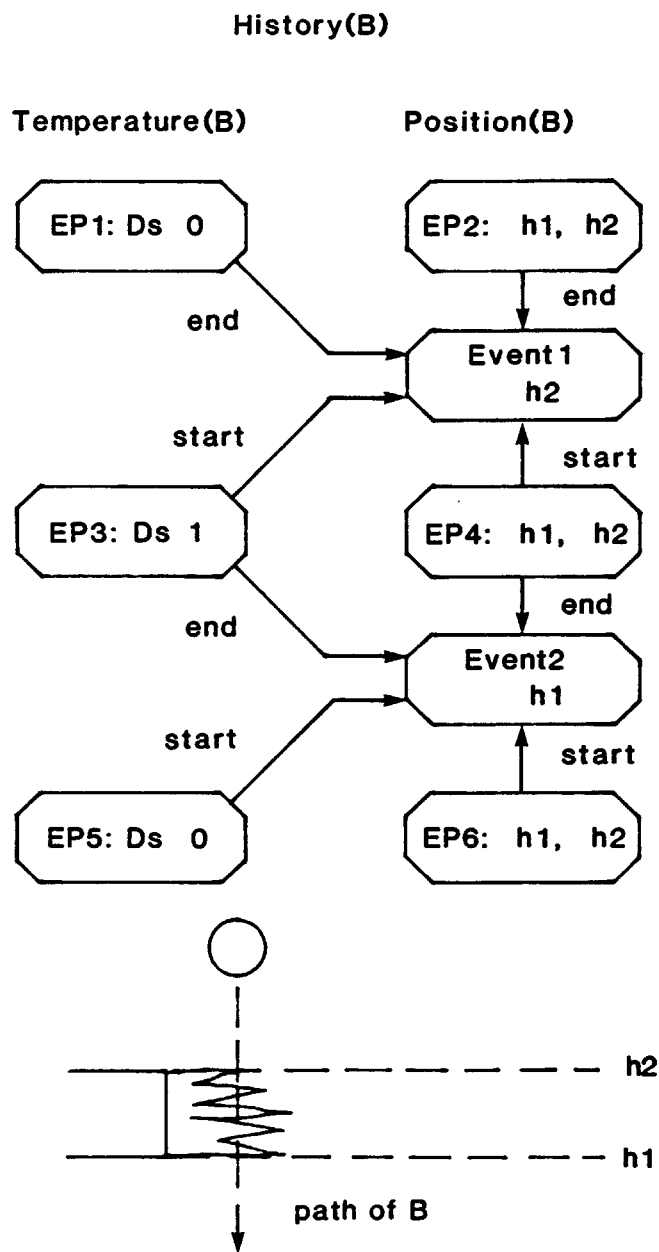 History(B)
Temperature(B) Position(B)
EP1: Ds 0 EP2: h1, h2
end end
Event1
h2
start start
EP3: Ds 1 EP4: h1, h2
end end
Event2
h1
start start
EP5: Ds 0 EP6: h1, h2
h2
h1
path of B